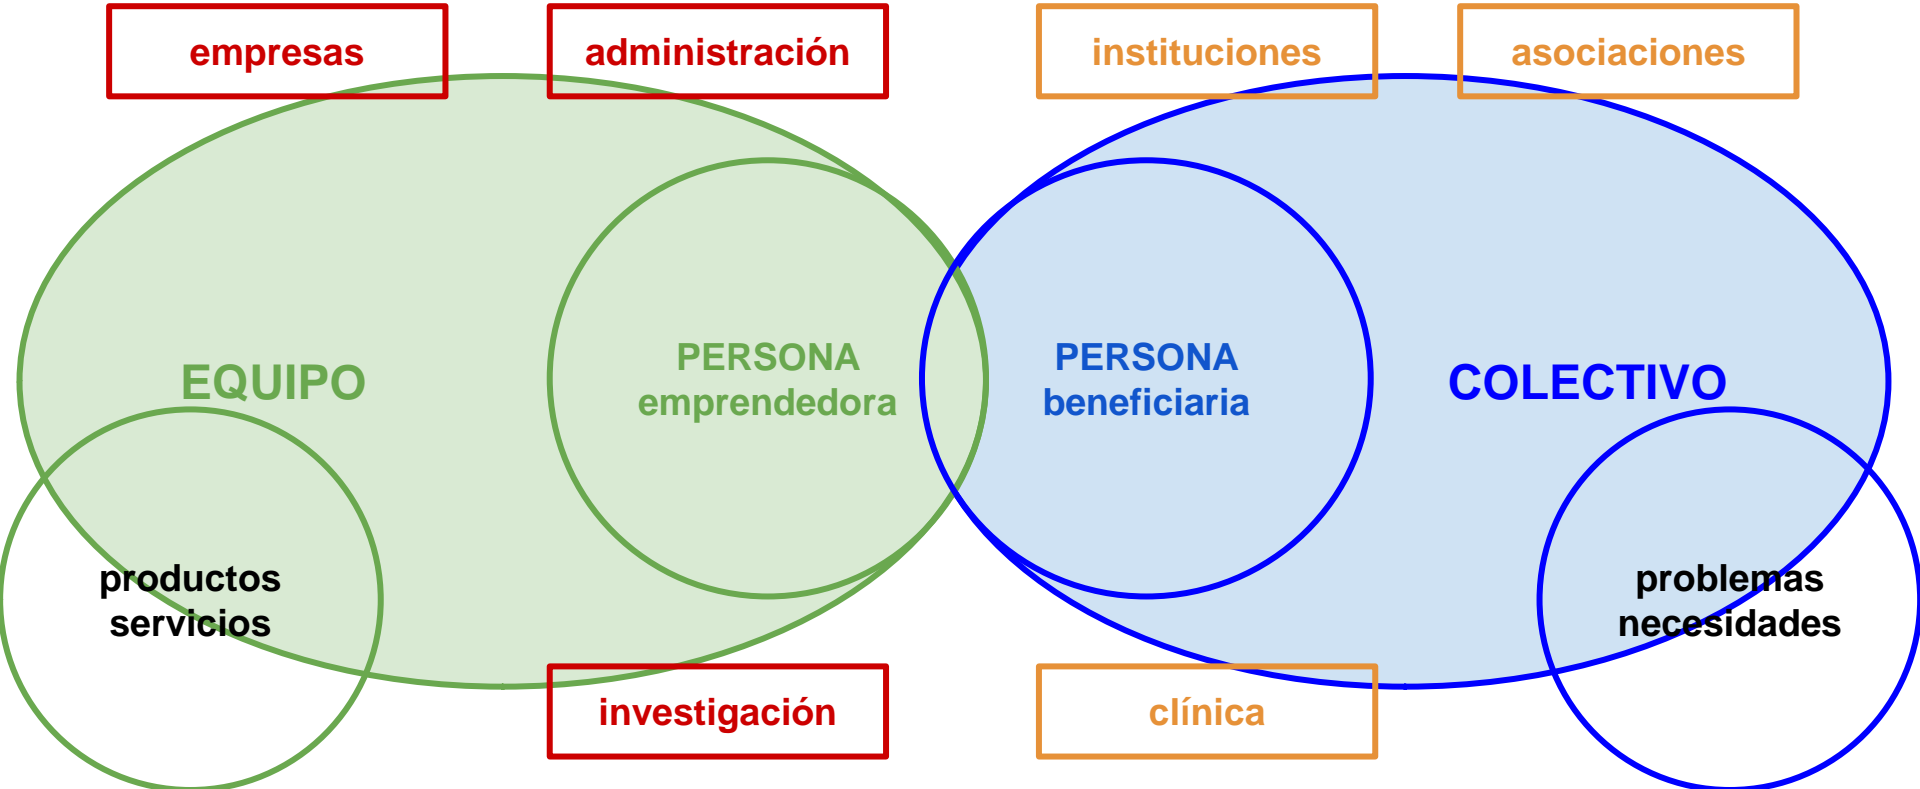 empresas
administración
instituciones
asociaciones
EQUIPO
PERSONA
emprendedora
PERSONA
beneficiaria
COLECTIVO
productos
servicios
problemas
necesidades
investigación
clínica